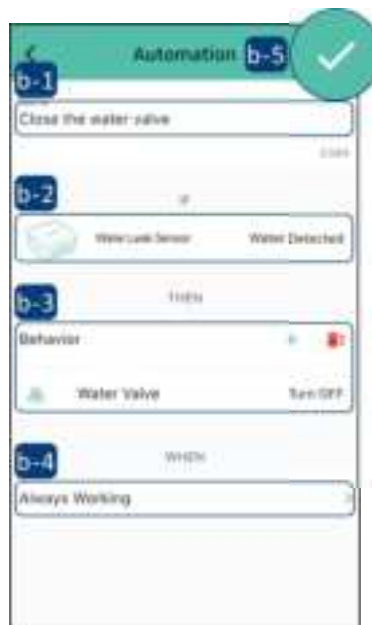 Automation b-5
b-1
Close the water valve
b-2
IF
Water Leak Sensor Water Detected
b-3 THEN
Behavior
Water Valve Turn OFF
b-4 WHEN
Always Working